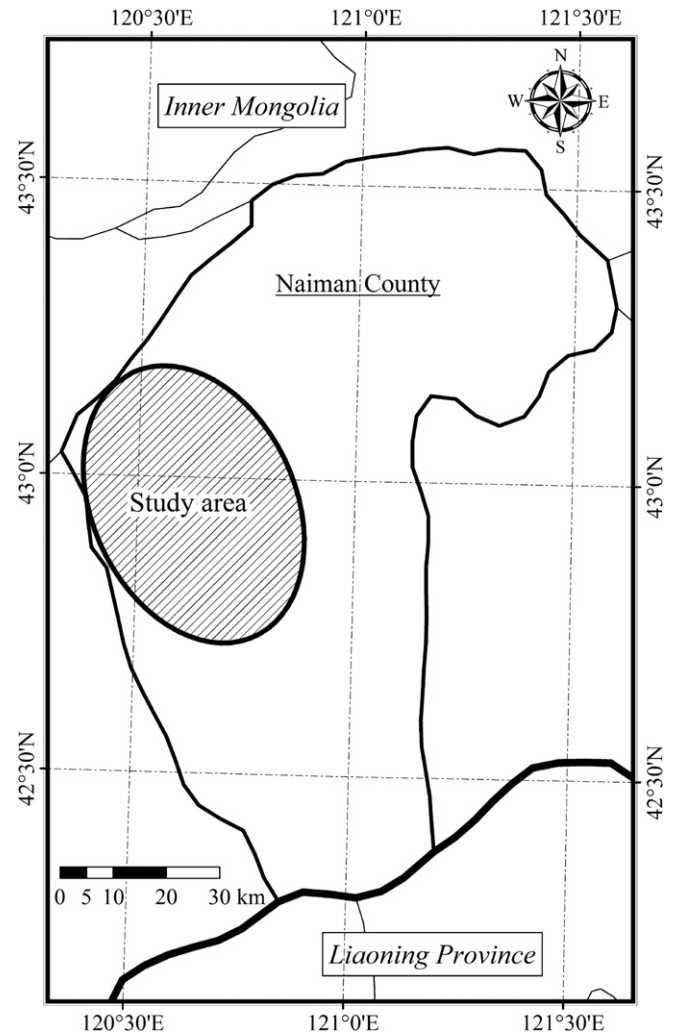 120°30'E 121°0'E 121°30'E
N
W E
S
Inner Mongolia
43°30'N 43°30'N
Naiman County
43°0'N 43°0'N
Study area
42°30'N 42°30'N
0 5 10 20 30 km
Liaoning Province
120°30'E 121°0'E 121°30'E